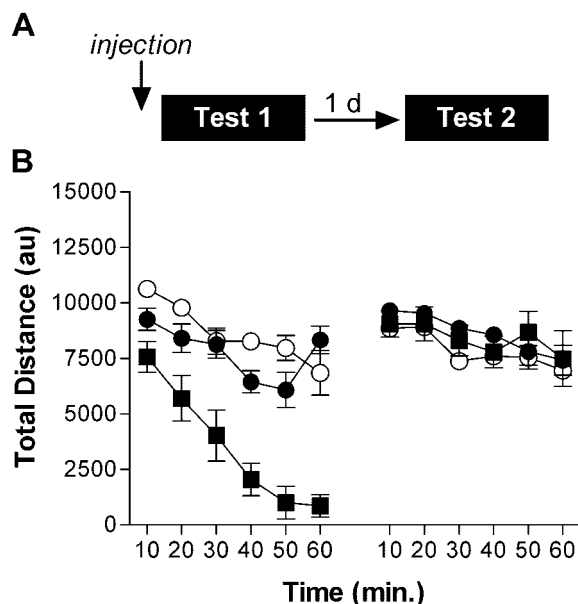 A
injection
Test 1
1 d
Test 2
B
Total Distance (au)
15000
12500
10000
7500
5000
2500
0
10 20 30 40 50 60 10 20 30 40 50 60
Time (min.)